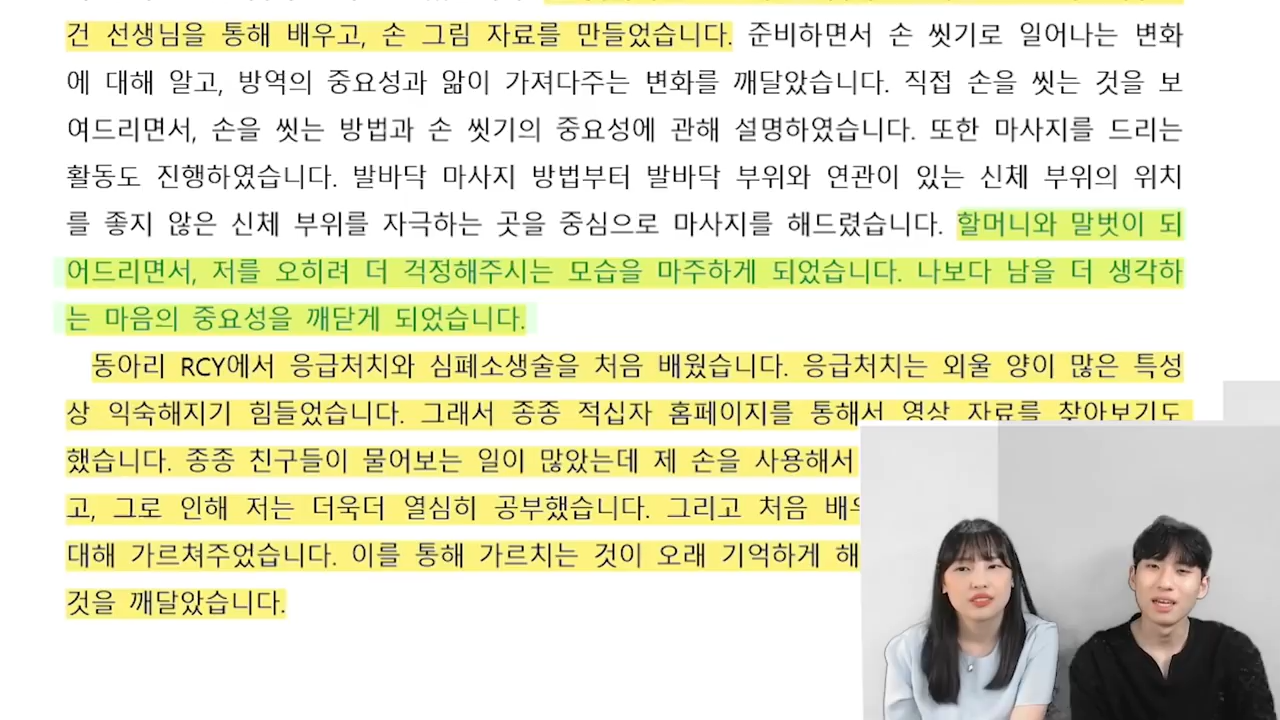 건 선생님을 통해 배우고, 손 그림 자료를 만들었습니다. 준비하면서 손 씻기로 일어나는 변화
에 대해 알고, 방역의 중요성과 앎이 가져다주는 변화를 깨달았습니다. 직접 손을 씻는 것을 보
여드리면서, 손을 씻는 방법과 손 씻기의 중요성에 관해 설명하였습니다. 또한 마사지를 드리는
활동도 진행하였습니다. 발바닥 마사지 방법부터 발바닥 부위와 연관이 있는 신체 부위의 위치
를 좋지 않은 신체 부위를 자극하는 곳을 중심으로 마사지를 해드렸습니다. 할머니와 말벗이 되
어드리면서, 저를 오히려 더 걱정해주시는 모습을 마주하게 되었습니다. 나보다 남을 더 생각하
는 마음의 중요성을 깨닫게 되었습니다.
동아리 RCY에서 응급처치와 심폐소생술을 처음 배웠습니다. 응급처치는 외울 양이 많은 특성
상 익숙해지기 힘들었습니다. 그래서 종종 적십자 홈페이지를 통해서 영상 자료를 찾아보기도
했습니다. 종종 친구들이 물어보는 일이 많았는데 제 손을 사용해서
고, 그로 인해 저는 더욱더 열심히 공부했습니다. 그리고 처음
대해 가르쳐주었습니다. 이를 통해 가르치는 것이 오래 기억하게 해
것을 깨달았습니다.